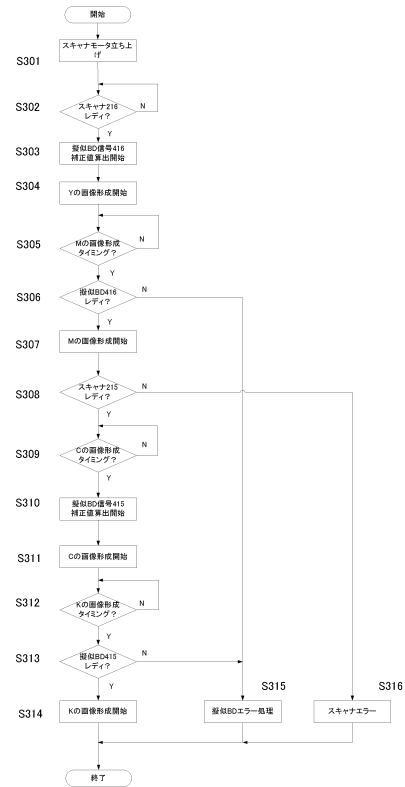 開始
S301
スキャナモータ立ち上
げ
S302
スキャナ216
レディ？
N
Y
S303
擬似BD信号416
補正値算出開始
S304
Yの画像形成開始
S305
Mの画像形成
タイミング？
N
Y
S306
擬似BD416
レディ？
N
Y
S307
Mの画像形成開始
S308
スキャナ215
レディ？
N
Y
S309
Cの画像形成
タイミング？
N
Y
S310
擬似BD信号415
補正値算出開始
S311
Cの画像形成開始
S312
Kの画像形成
タイミング？
N
Y
S313
擬似BD415
レディ？
N
Y
S315
S316
S314
Kの画像形成開始
擬似BDエラー処理
スキャナエラー
終了